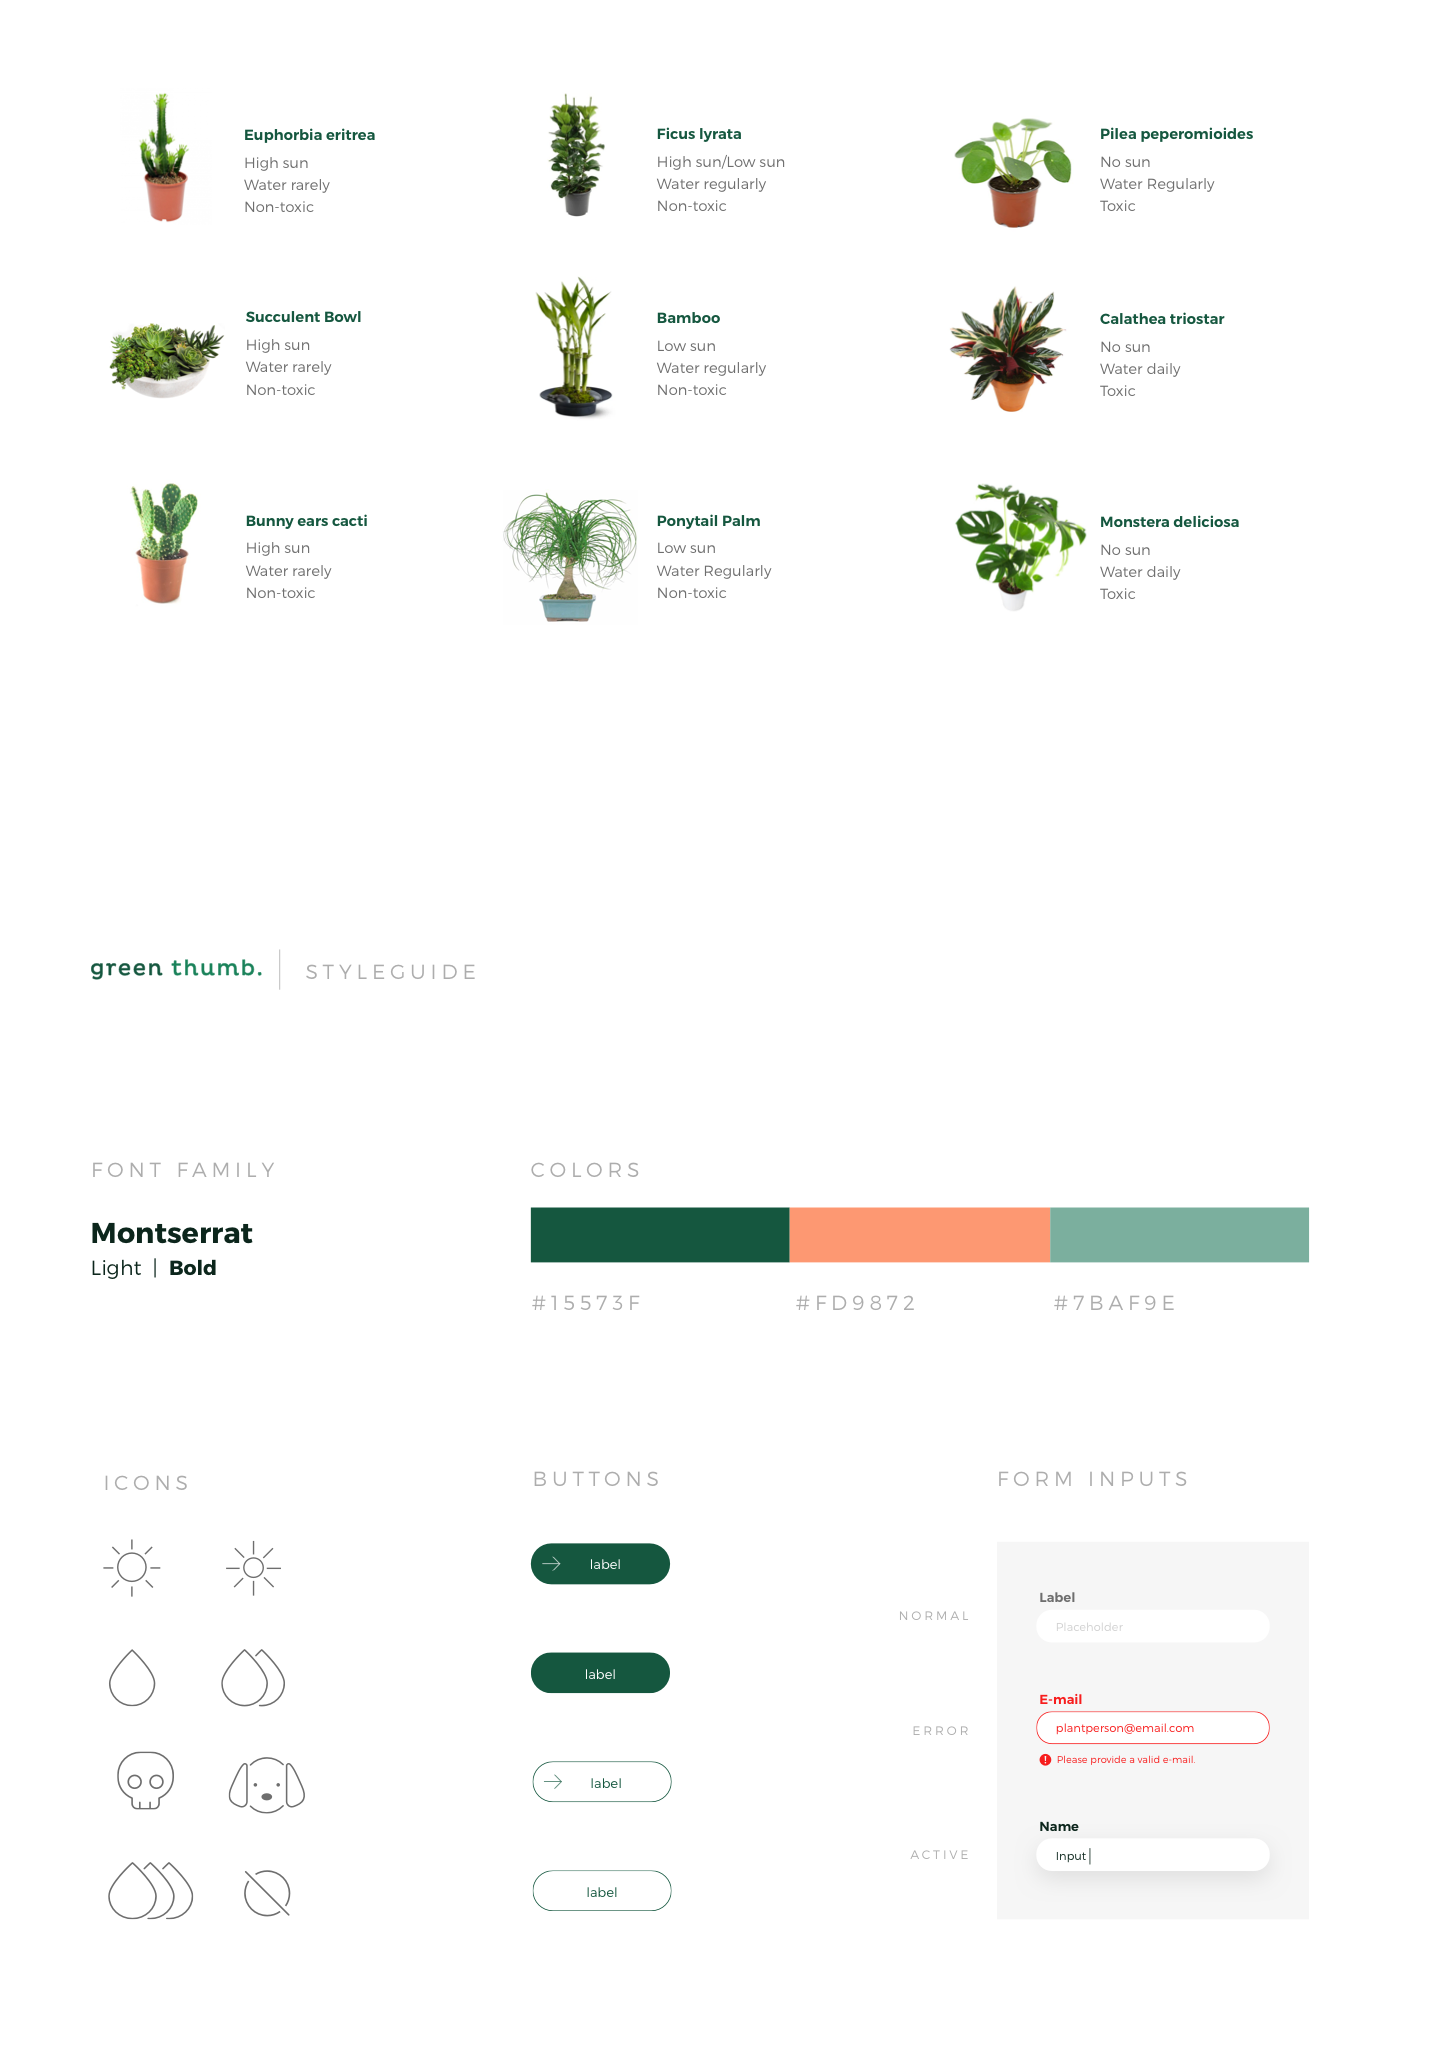 Euphorbia eritrea
High sun
Water rarely
Non-toxic
Ficus lyrata
High sun/Low sun
Water regularly
Non-toxic
Pilea peperomioides
No sun
Water Regularly
Toxic
Succulent Bowl
High sun
Water rarely
Non-toxic
Bamboo
Low sun
Water regularly
Non-toxic
Calathea triostar
No sun
Water daily
Toxic
Bunny ears cacti
High sun
Water rarely
Non-toxic
Ponytail Palm
Low sun
Water Regularly
Non-toxic
Monstera deliciosa
No sun
Water daily
Toxic
green thumb. | STYLEGUIDE
FONT FAMILY
Montserrat
Light | Bold
COLORS
#15573F
#FD9872
#7BAF9E
ICONS
BUTTONS
label
label
label
label
FORM INPUTS
NORMAL
Label
Placeholder
ERROR
E-mail
plantperson@email.com
Please provide a valid e-mail.
ACTIVE
Name
Input